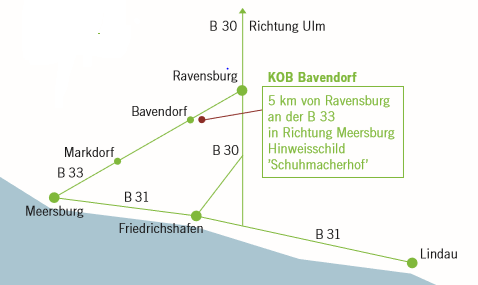 B 30 Richtung Ulm
Ravensburg
KOB Bavendorf
5 km von Ravensburg
an der B 33
in Richtung Meersburg
Hinweisschild
'Schuhmacherhof'
Bavendorf
B 30
Markdorf
B 33
B 31
Meersburg
Friedrichshafen
B 31
Lindau